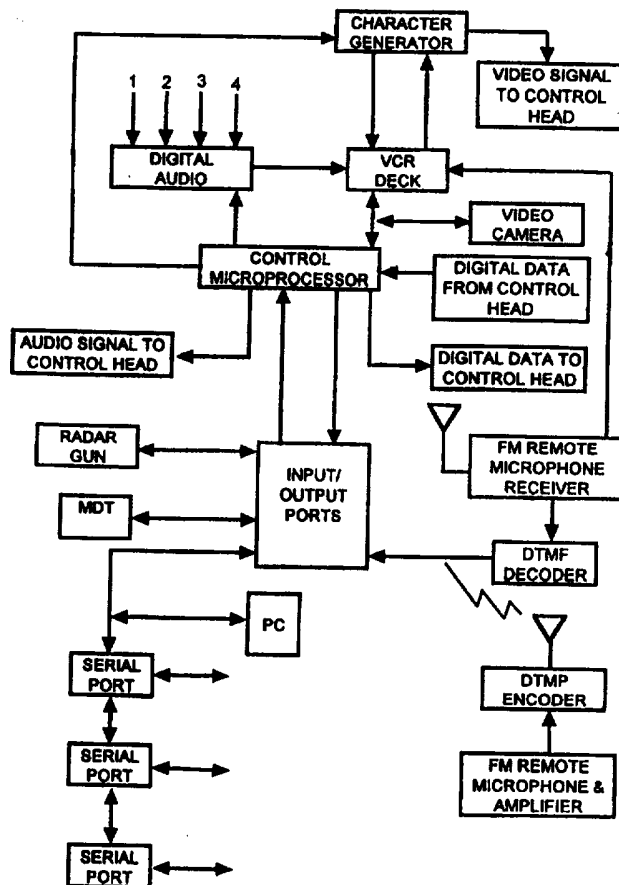 CHARACTER
GENERATOR
VIDEO SIGNAL
TO CONTROL
HEAD
1 2 3 4
DIGITAL
AUDIO
VCR
DECK
VIDEO
CAMERA
CONTROL
MICROPROCESSOR
DIGITAL DATA
FROM CONTROL
HEAD
AUDIO SIGNAL TO
CONTROL HEAD
DIGITAL DATA TO
CONTROL HEAD
RADAR
GUN
INPUT/
OUTPUT
PORTS
FM REMOTE
MICROPHONE
RECEIVER
MDT
DTMF
DECODER
PC
SERIAL
PORT
DTMP
ENCODER
SERIAL
PORT
FM REMOTE
MICROPHONE &
AMPLIFIER
SERIAL
PORT